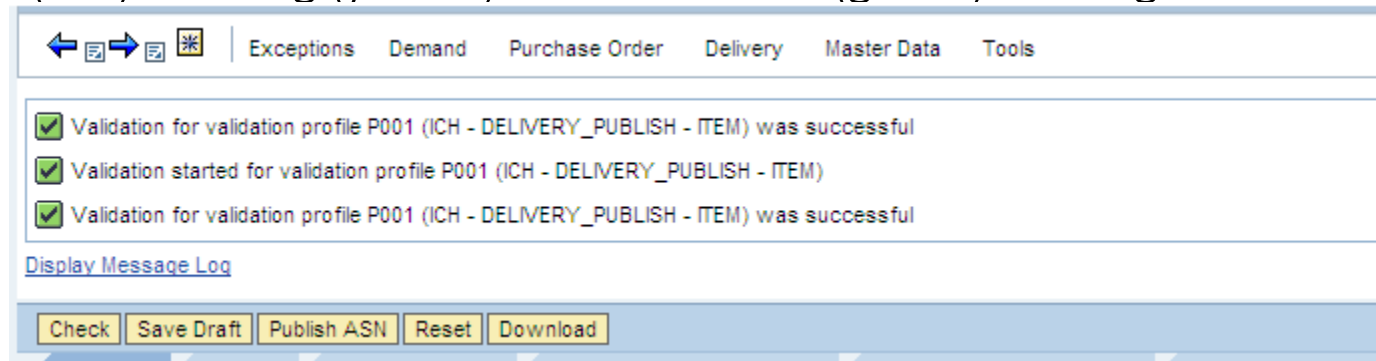 Exceptions Demand Purchase Order Delivery Master Data Tools
Validation for validation profile P001 (ICH - DELIVERY_PUBLISH - ITEM) was successful
Validation started for validation profile P001 (ICH - DELIVERY_PUBLISH - ITEM)
Validation for validation profile P001 (ICH - DELIVERY_PUBLISH - ITEM) was successful
Display Message Log
Check Save Draft Publish ASN Reset Download